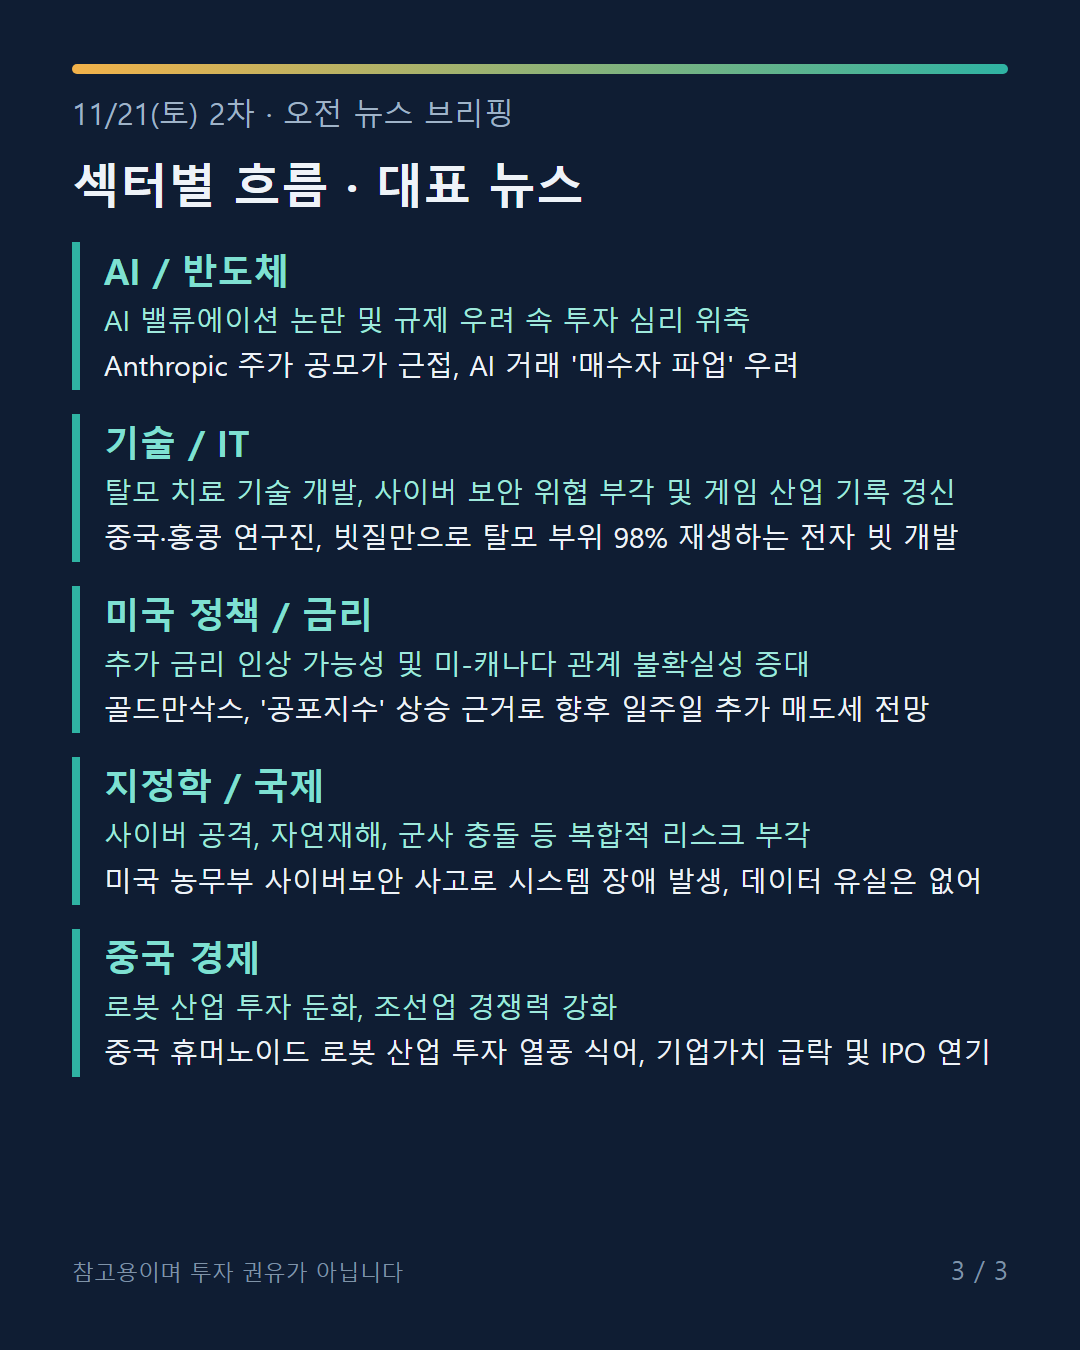 11/21(토) 2차 · 오전 뉴스 브리핑
섹터별 흐름 · 대표 뉴스
AI / 반도체
AI 밸류에이션 논란 및 규제 우려 속 투자 심리 위축
Anthropic 주가 공모가 근접, AI 거래 '매수자 파업' 우려
기술 / IT
탈모 치료 기술 개발, 사이버 보안 위협 부각 및 게임 산업 기록 경신
중국·홍콩 연구진, 빗질만으로 탈모 부위 98% 재생하는 전자 빗 개발
미국 정책 / 금리
추가 금리 인상 가능성 및 미-캐나다 관계 불확실성 증대
골드만삭스, '공포지수' 상승 근거로 향후 일주일 추가 매도세 전망
지정학 / 국제
사이버 공격, 자연재해, 군사 충돌 등 복합적 리스크 부각
미국 농무부 사이버보안 사고로 시스템 장애 발생, 데이터 유실은 없어
중국 경제
로봇 산업 투자 둔화, 조선업 경쟁력 강화
중국 휴머노이드 로봇 산업 투자 열풍 식어, 기업가치 급락 및 IPO 연기
참고용이며 투자 권유가 아닙니다
3 / 3